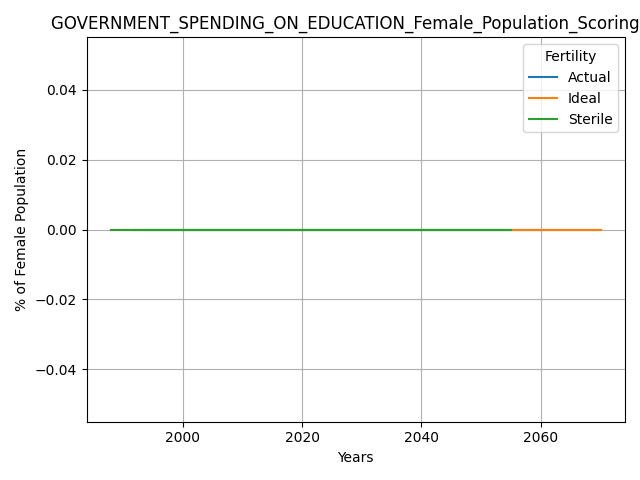 GOVERNMENT_SPENDING_ON_EDUCATION_Female_Population_Scoring
Fertility
Actual
Ideal
Sterile
% of Female Population
0.04
0.02
0.00
−0.02
−0.04
2000 2020 2040 2060
Years